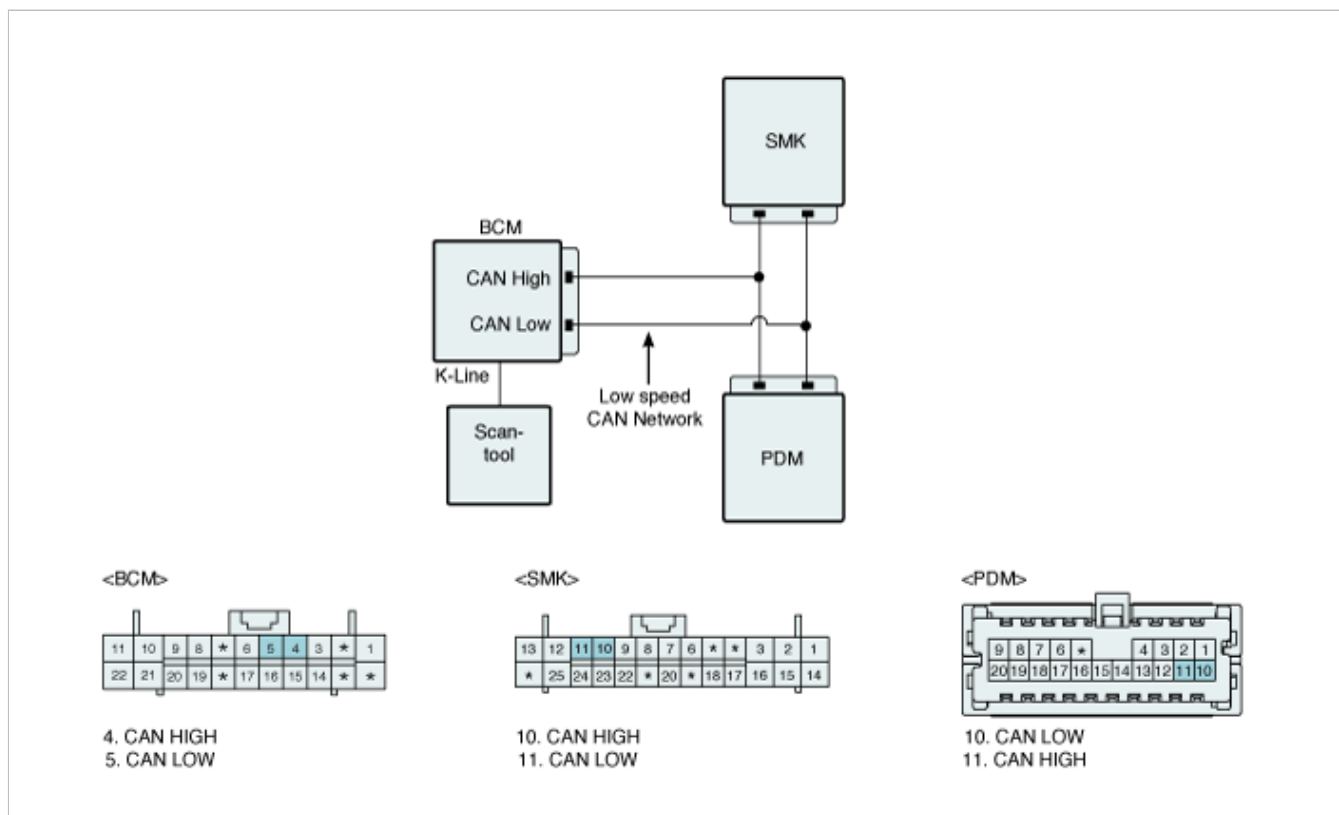 SMK
BCM
CAN High
CAN Low
K-Line
Low speed
CAN Network
Scan-
tool
PDM
<BCM>
11 10 9 8 * 6 5 4 3 * 1
22 21 20 19 * 17 16 15 14 * *
4. CAN HIGH
5. CAN LOW
<SMK>
13 12 11 10 9 8 7 6 * * 3 2 1
* 25 24 23 22 * 20 * 18 17 16 15 14
10. CAN HIGH
11. CAN LOW
<PDM>
9 8 7 6 * 4 3 2 1
20 19 18 17 16 15 14 13 12 11 10
10. CAN LOW
11. CAN HIGH